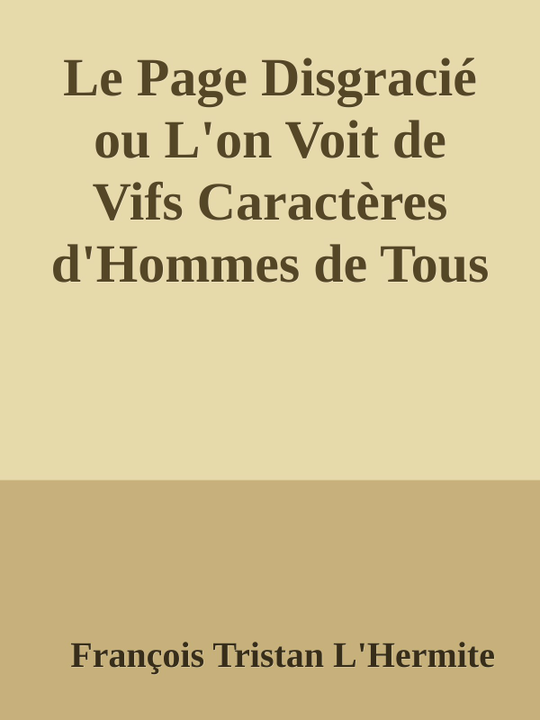 Le Page Disgracié
ou L'on Voit de
Vifs Caractères
d'Hommes de Tous
François Tristan L'Hermite